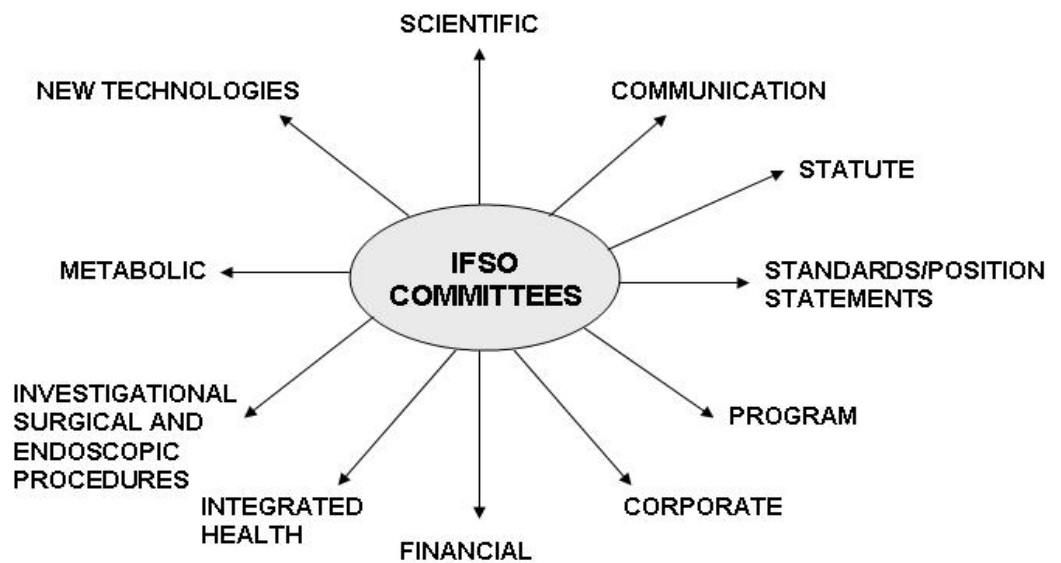 SCIENTIFIC
NEW TECHNOLOGIES
COMMUNICATION
STATUTE
METABOLIC
IFSO
COMMITTEES
STANDARDS/POSITION
STATEMENTS
INVESTIGATIONAL
SURGICAL AND
ENDOSCOPIC
PROCEDURES
PROGRAM
INTEGRATED
HEALTH
CORPORATE
FINANCIAL